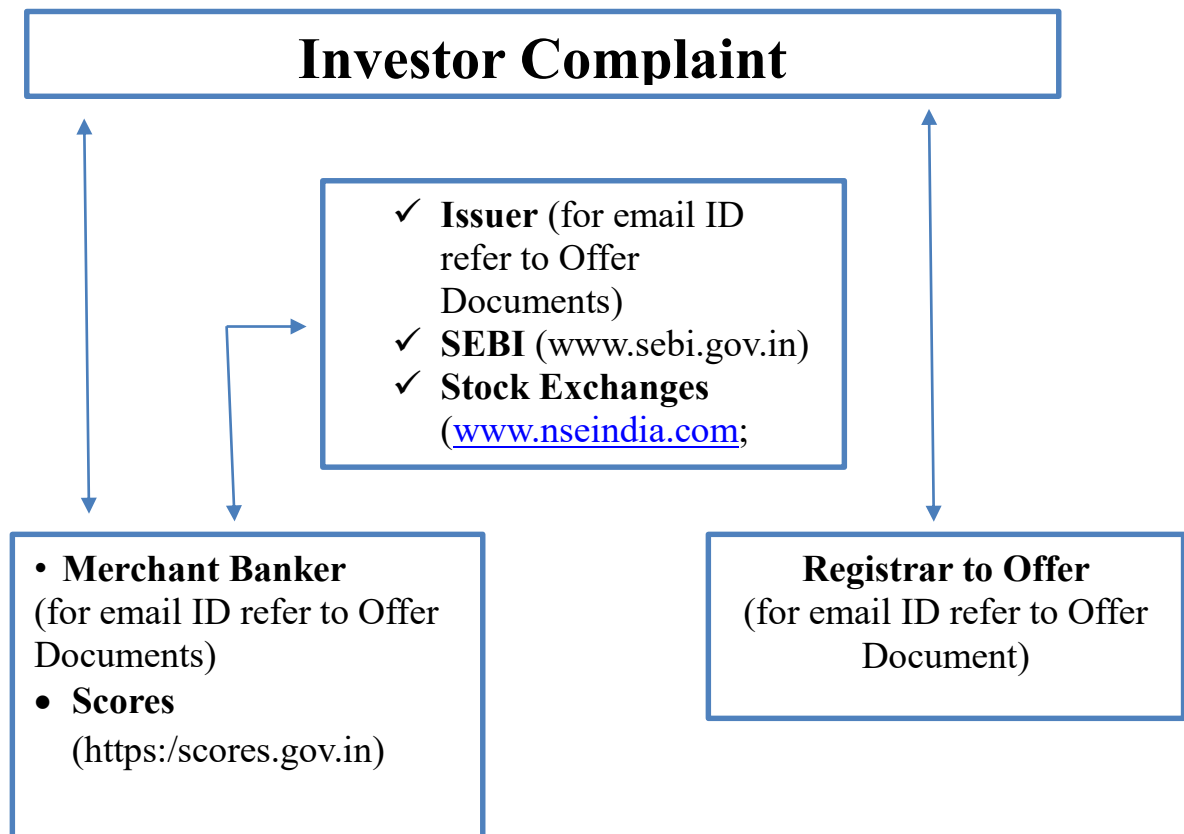 Investor Complaint
✓ Issuer (for email ID
refer to Offer
Documents)
✓ SEBI (www.sebi.gov.in)
✓ Stock Exchanges
(www.nseindia.com;
• Merchant Banker
(for email ID refer to Offer
Documents)
• Scores
(https:/scores.gov.in)
Registrar to Offer
(for email ID refer to Offer
Document)